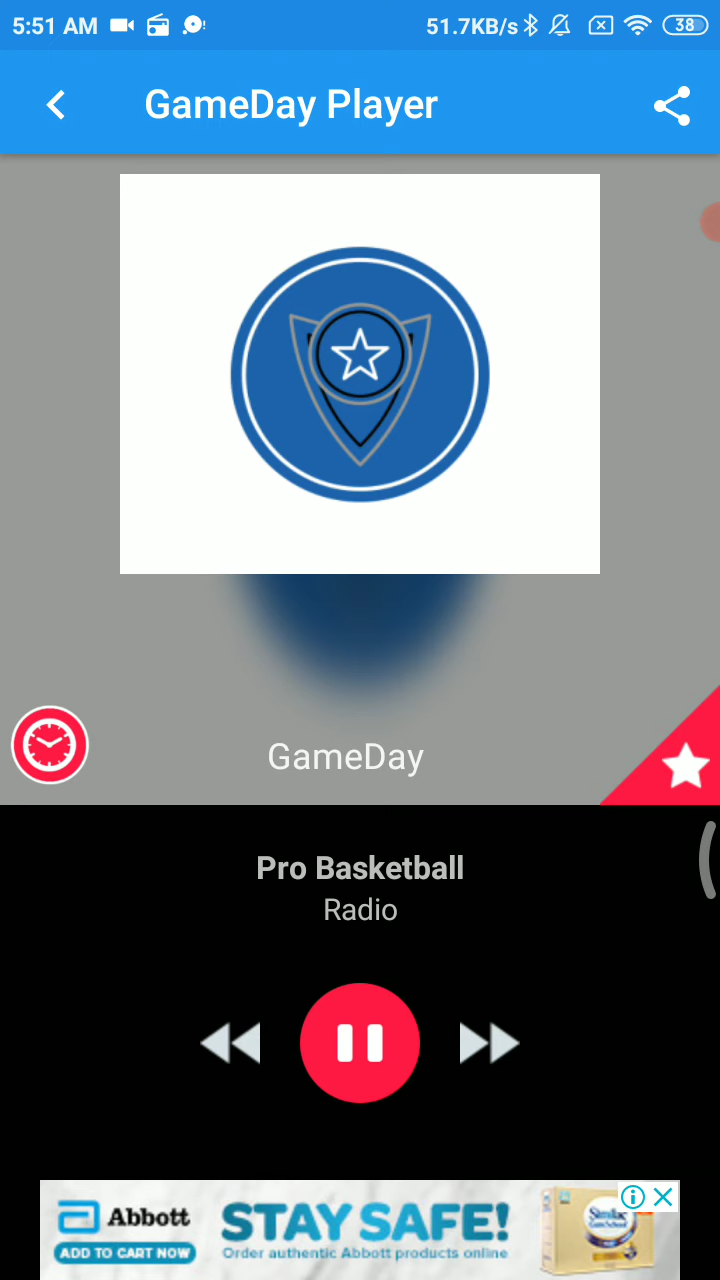 5:51 AM 51.7KB/s 38
GameDay Player
GameDay
Pro Basketball
Radio
Abbott
ADD TO CART NOW
STAY SAFE!
Order authentic Abbott products online
Similac